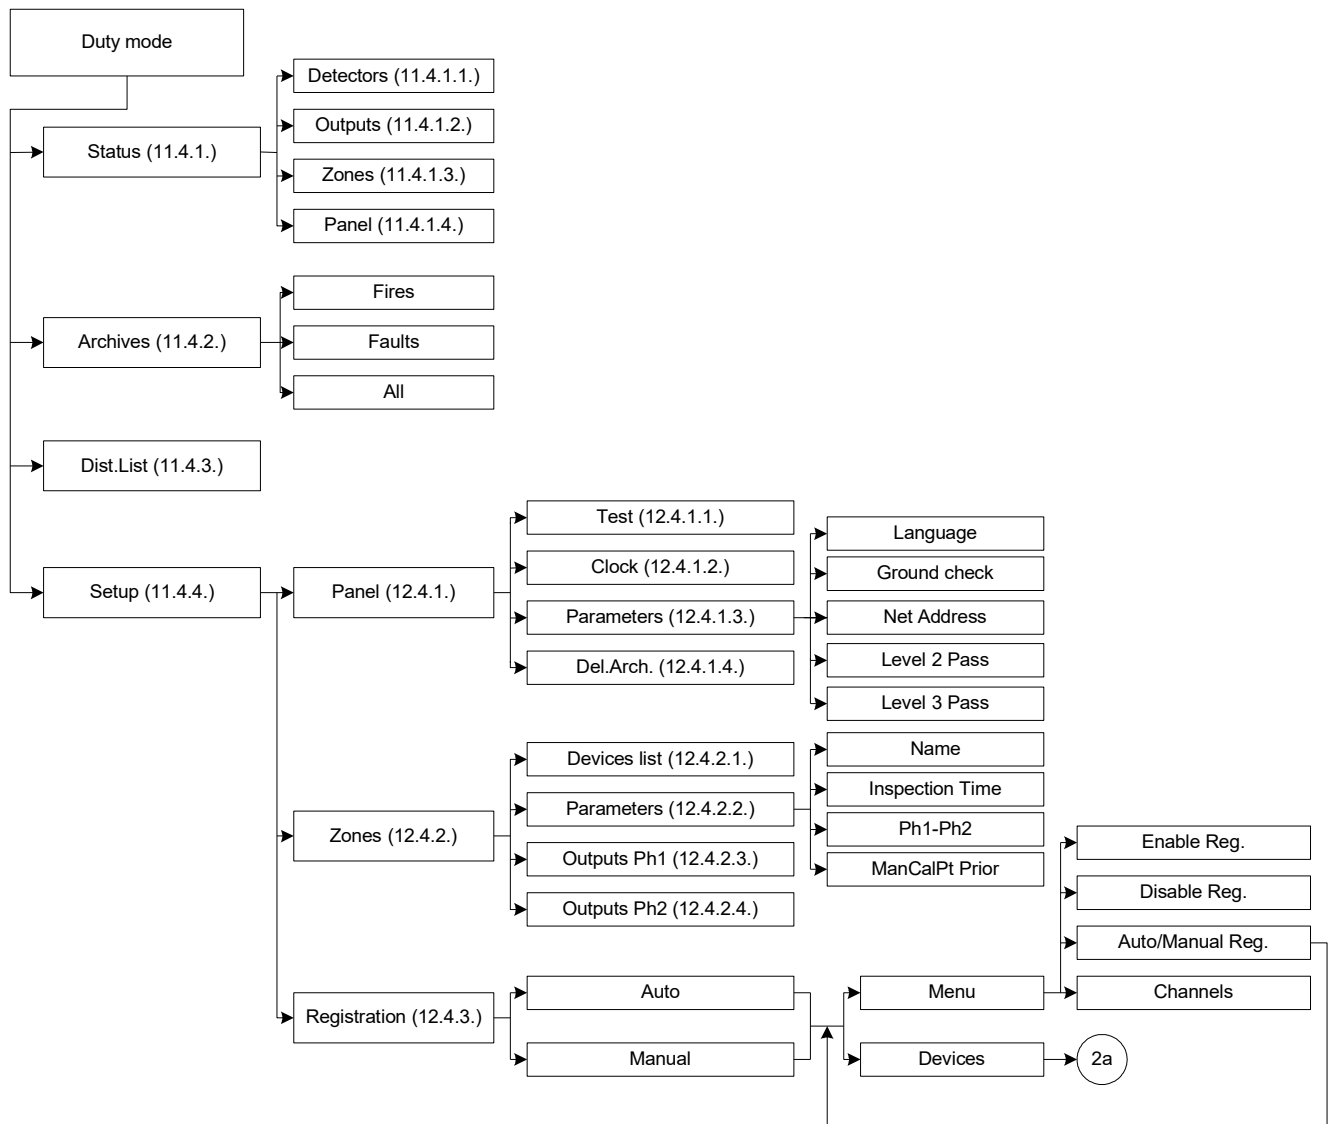 Duty mode
Status (11.4.1.)
Detectors (11.4.1.1.)
Outputs (11.4.1.2.)
Zones (11.4.1.3.)
Panel (11.4.1.4.)
Archives (11.4.2.)
Fires
Faults
All
Dist.List (11.4.3.)
Setup (11.4.4.)
Panel (12.4.1.)
Test (12.4.1.1.)
Clock (12.4.1.2.)
Parameters (12.4.1.3.)
Del.Arch. (12.4.1.4.)
Language
Ground check
Net Address
Level 2 Pass
Level 3 Pass
Zones (12.4.2.)
Devices list (12.4.2.1.)
Parameters (12.4.2.2.)
Outputs Ph1 (12.4.2.3.)
Outputs Ph2 (12.4.2.4.)
Name
Inspection Time
Ph1-Ph2
ManCalPt Prior
Registration (12.4.3.)
Auto
Manual
Menu
Devices
Enable Reg.
Disable Reg.
Auto/Manual Reg.
Channels
2a